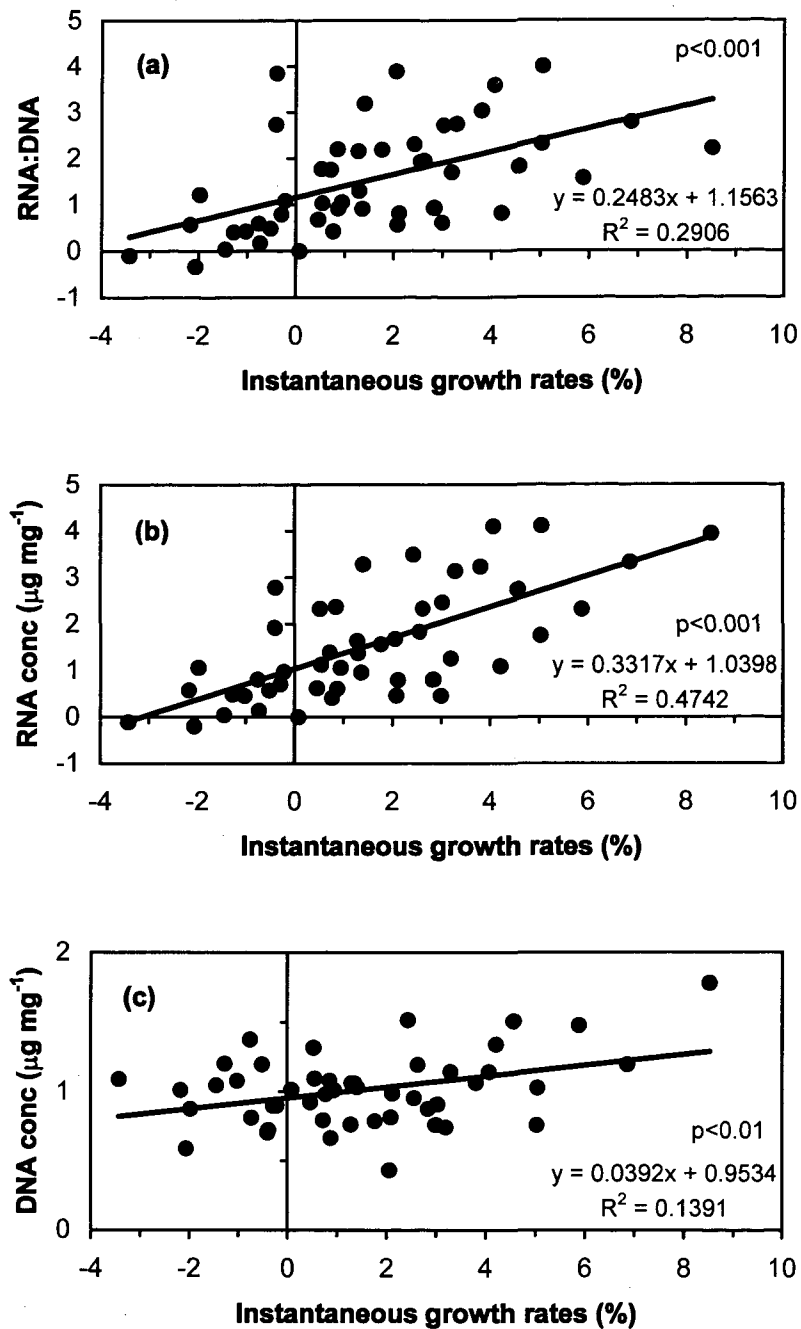 5
4
3
2
1
0
-1
RNA:DNA
(a)
p<0.001
y = 0.2483x + 1.1563
R² = 0.2906
-4 -2 0 2 4 6 8 10
Instantaneous growth rates (%)
5
4
3
2
1
0
-1
RNA conc (µg mg⁻¹)
(b)
p<0.001
y = 0.3317x + 1.0398
R² = 0.4742
-4 -2 0 2 4 6 8 10
Instantaneous growth rates (%)
2
1
0
DNA conc (µg mg⁻¹)
(c)
p<0.01
y = 0.0392x + 0.9534
R² = 0.1391
-4 -2 0 2 4 6 8 10
Instantaneous growth rates (%)